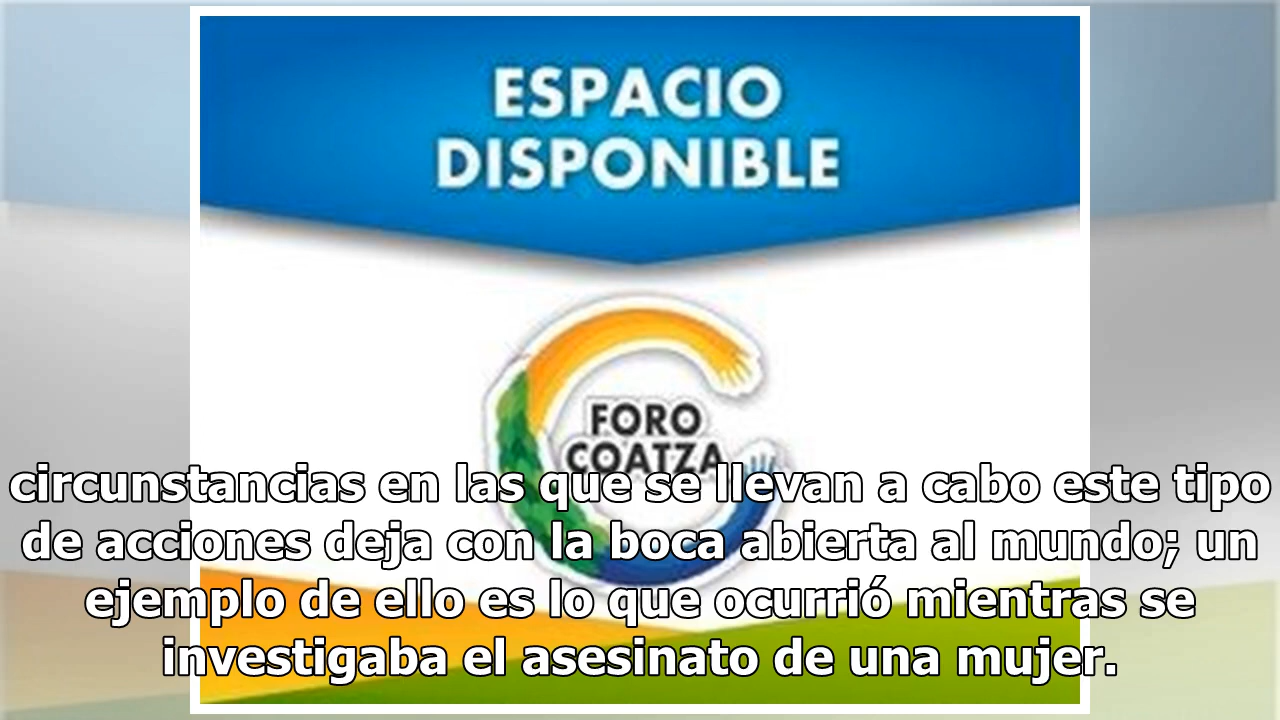 ESPACIO
DISPONIBLE
FORO
COATZA
circunstancias en las que se llevan a cabo este tipo
de acciones deja con la boca abierta al mundo; un
ejemplo de ello es lo que ocurrió mientras se
investigaba el asesinato de una mujer.